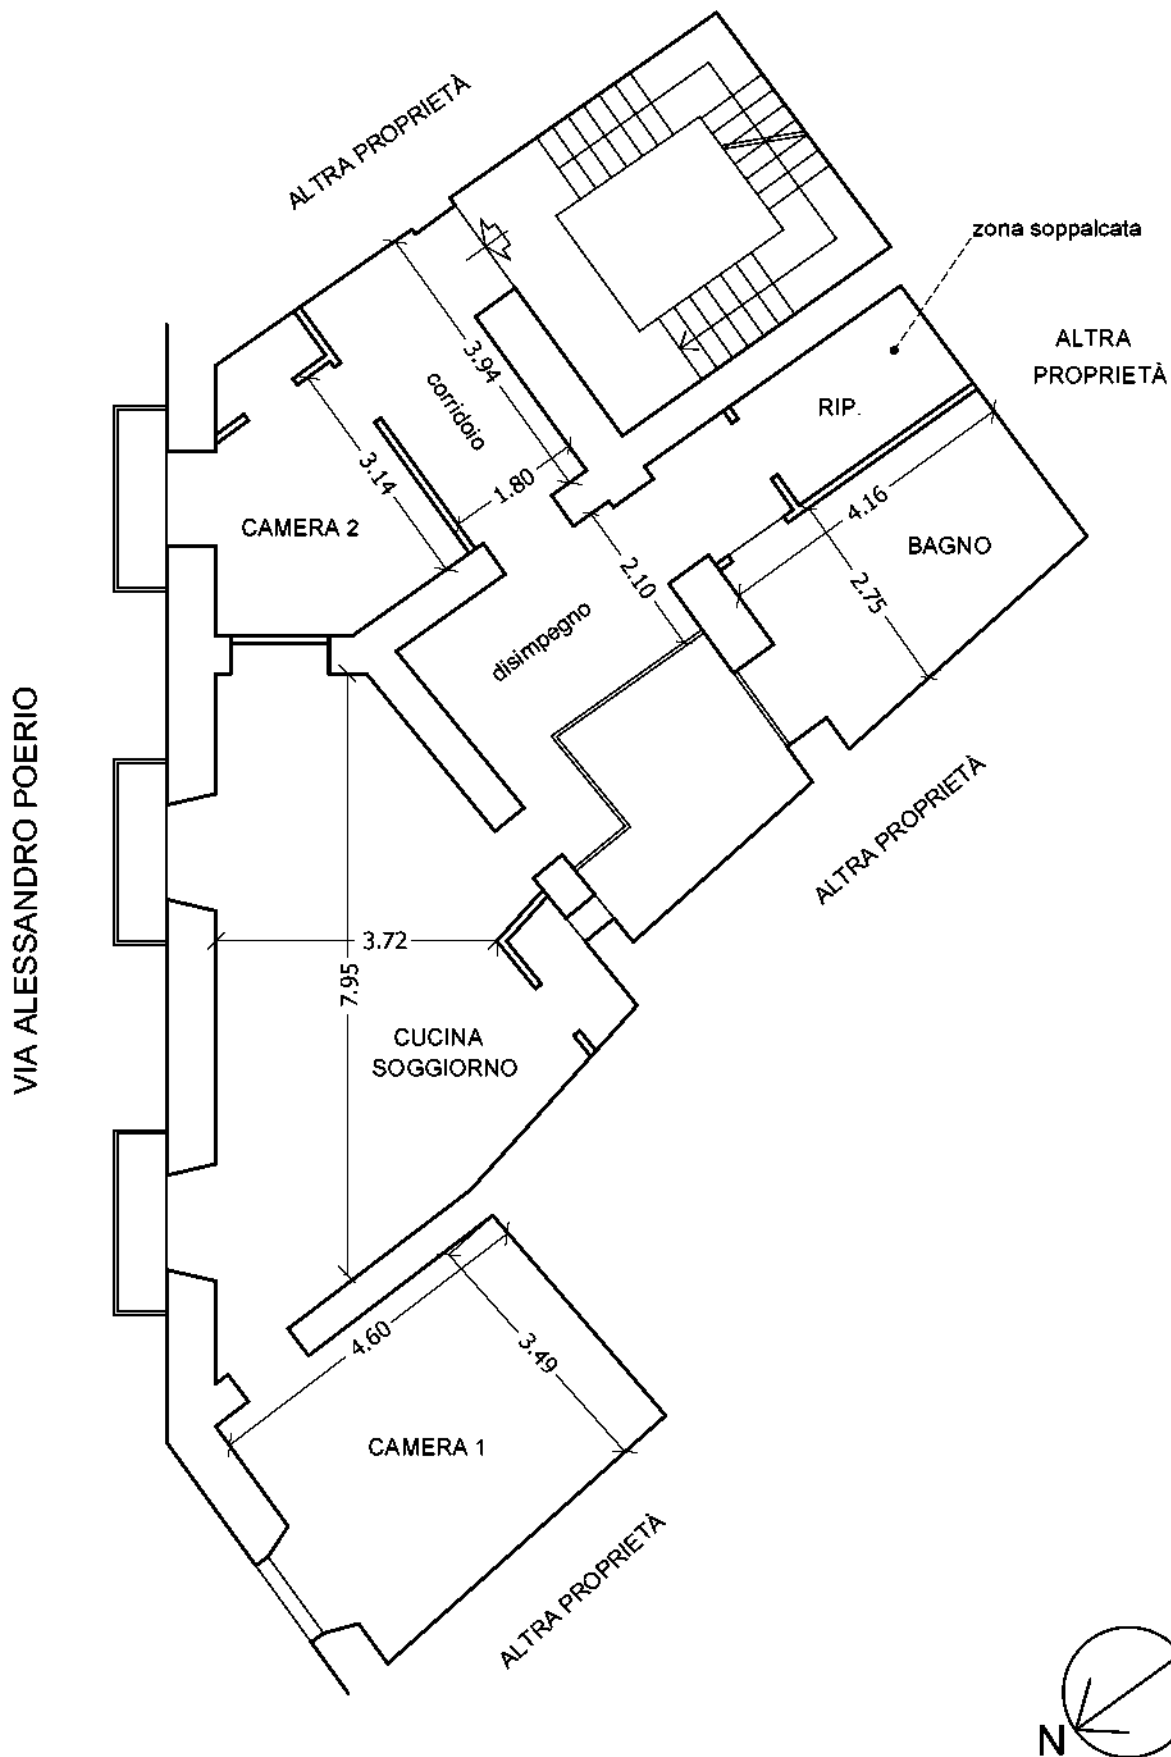 ALTRA PROPRIETÀ
zona soppalcata
ALTRA
PROPRIETÀ
3.94
corridoio
RIP.
3.14
1.80
4.16
CAMERA 2
BAGNO
2.10
2.75
disimpegno
VIA ALESSANDRO POERIO
ALTRA PROPRIETÀ
3.72
7.95
CUCINA
SOGGIORNO
4.60
3.49
CAMERA 1
ALTRA PROPRIETÀ
N